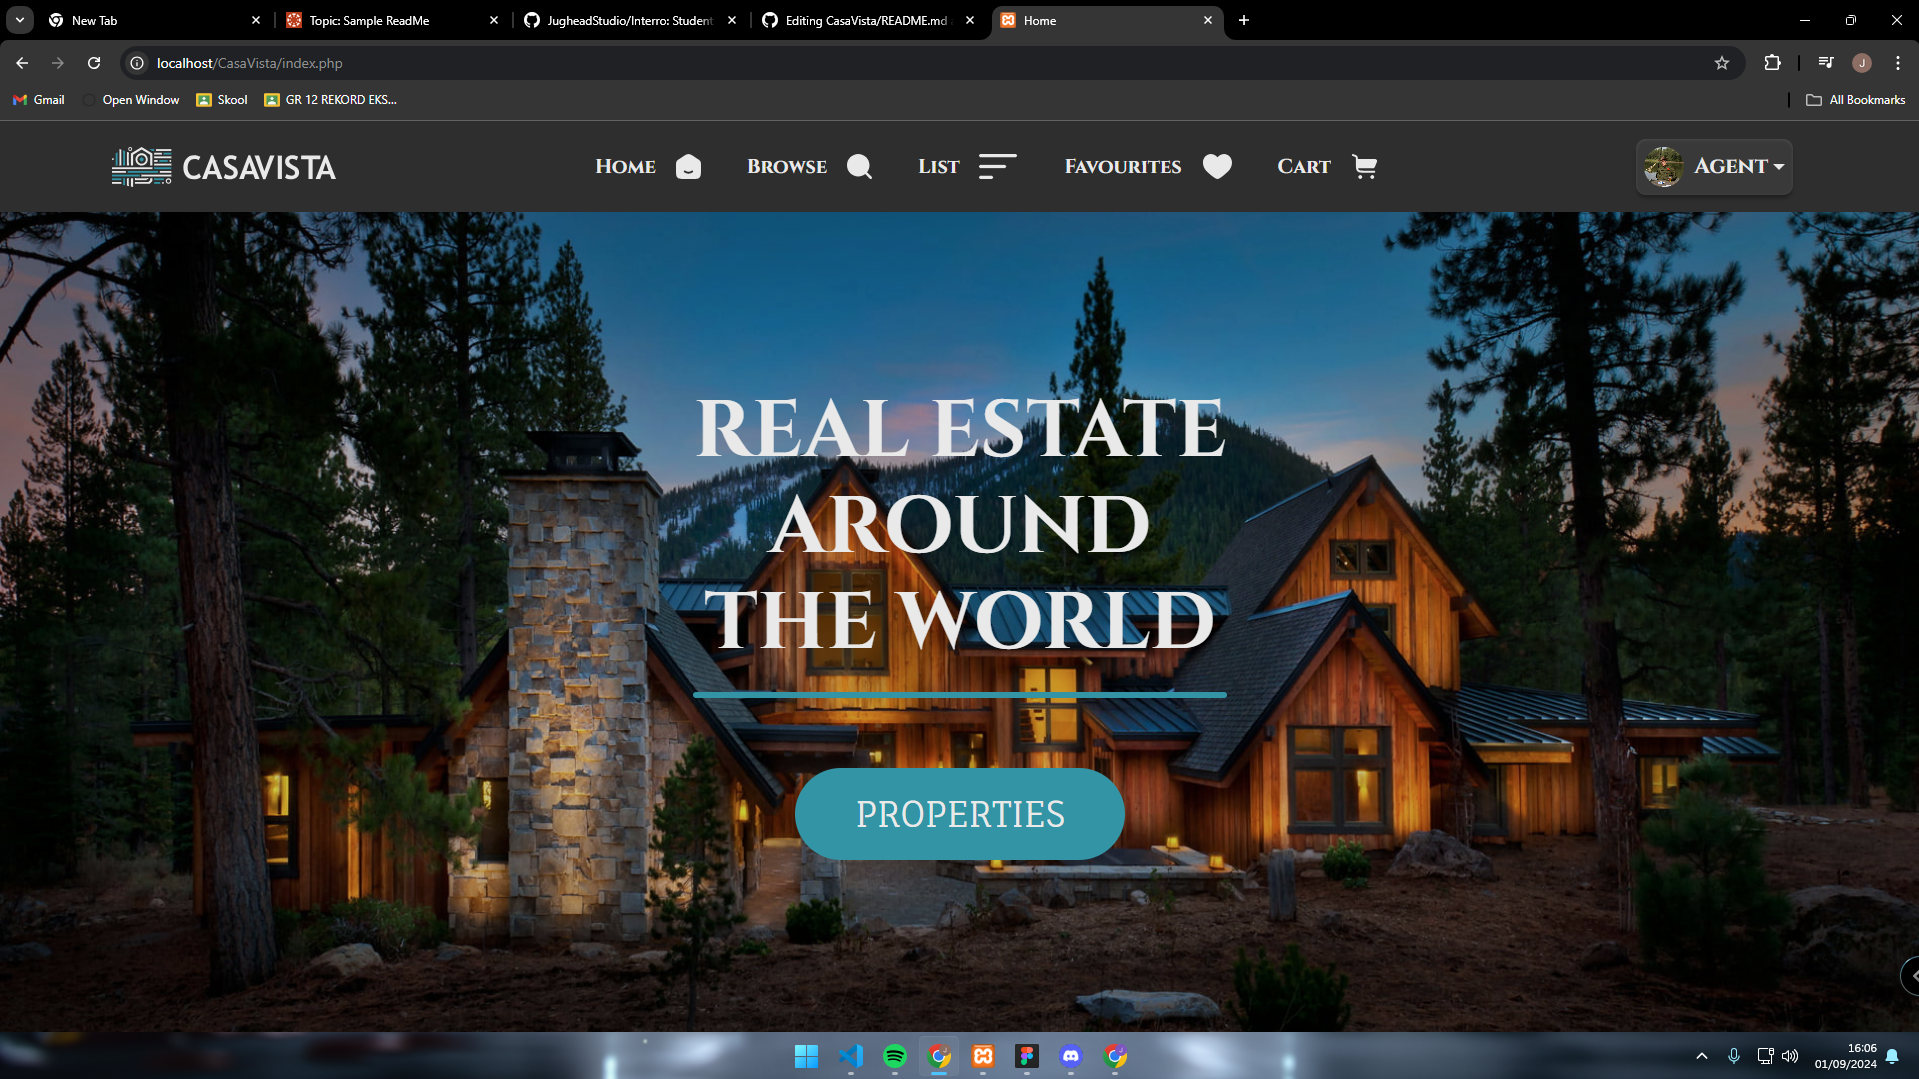 New Tab
Topic: Sample ReadMe
JugheadStudio/Interro: Student
Editing CasaVista/README.md
Home
localhost/CasaVista/index.php
Gmail
Open Window
Skool
GR 12 REKORD EKS...
All Bookmarks
J
CASAVISTA
Home
Browse
List
Favourites
Cart
Agent
REAL ESTATE
AROUND
THE WORLD
PROPERTIES
16:06
01/09/2024